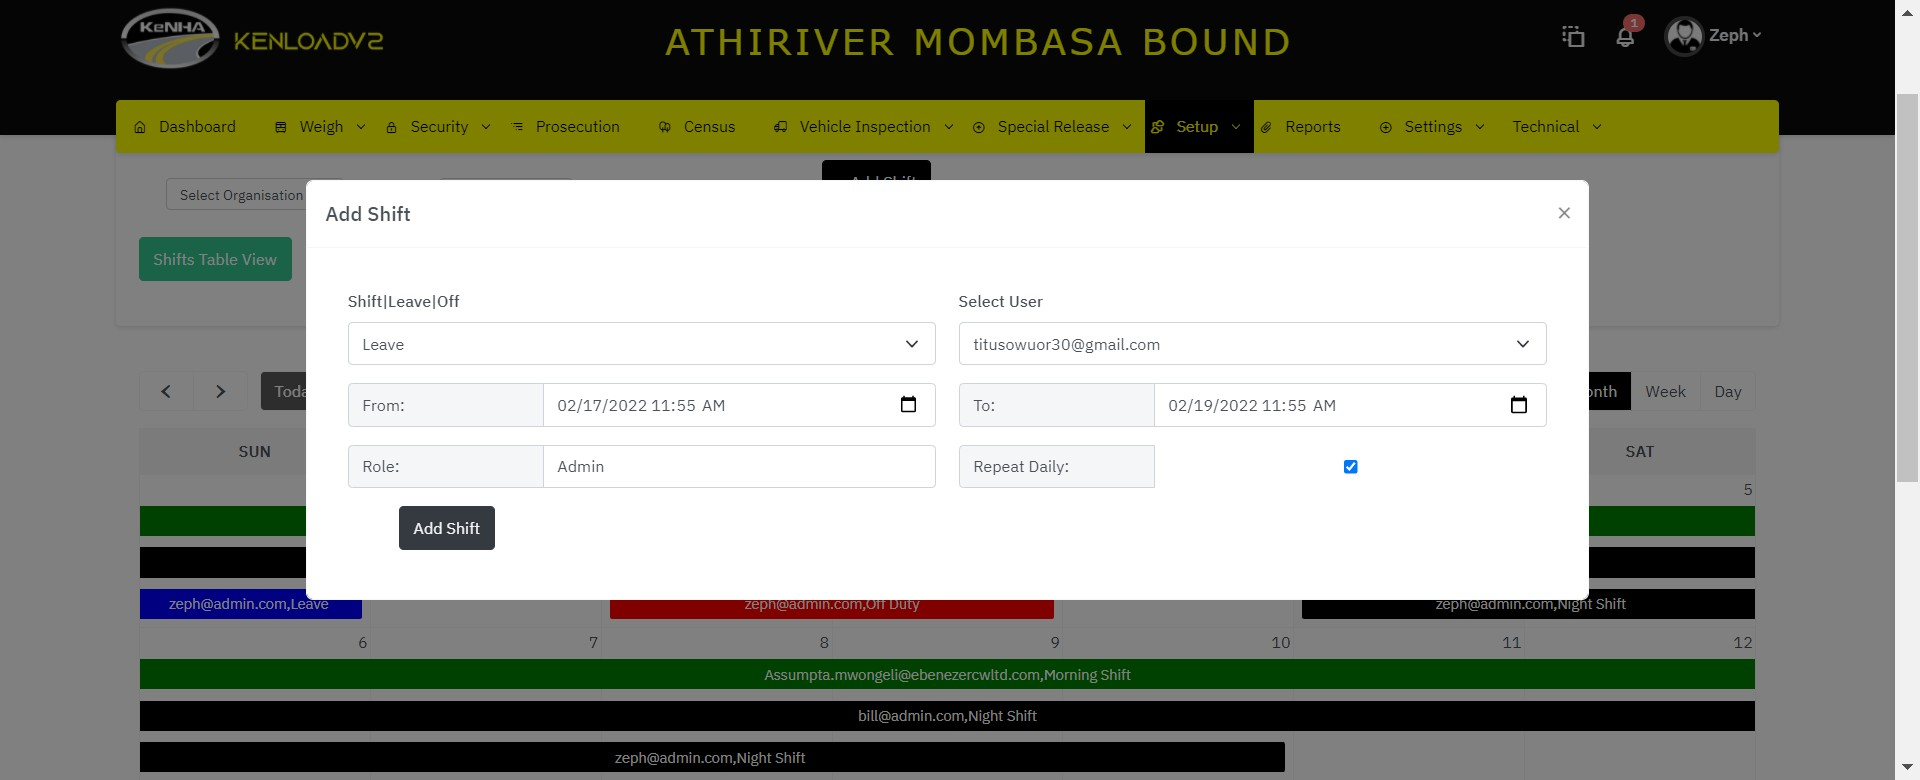 KeNHA
KENLOADV2
ATHIRIVER MOMBASA BOUND
1
Zeph
Dashboard
Weigh
Security
Prosecution
Census
Vehicle Inspection
Special Release
Setup
Reports
Settings
Technical
Add Shift
Select Organisation
Add Shift
×
Shifts Table View
Shift|Leave|Off
Select User
Leave
titusowuor30@gmail.com
From:
02/17/2022 11:55 AM
To:
02/19/2022 11:55 AM
Week
Day
Role:
Admin
Repeat Daily:
SUN
SAT
5
Add Shift
zeph@admin.com,Leave
zeph@admin.com,Off Duty
zeph@admin.com,Night Shift
6
7
8
9
10
11
12
Assumpta.mwongeli@ebenezercwltd.com,Morning Shift
bill@admin.com,Night Shift
zeph@admin.com,Night Shift